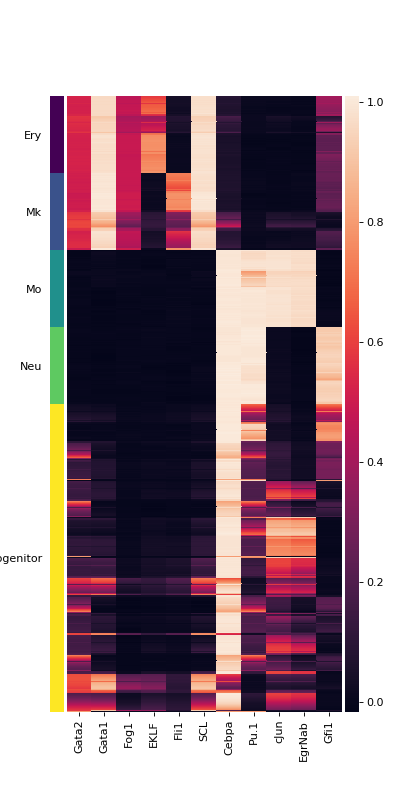 Ery
Mk
Mo
Neu
ogenitor
1.0
0.8
0.6
0.4
0.2
0.0
Gata2
Gata1
Fog1
EKLF
Fli1
SCL
Cebpa
Pu.1
cJun
EgrNab
Gfi1